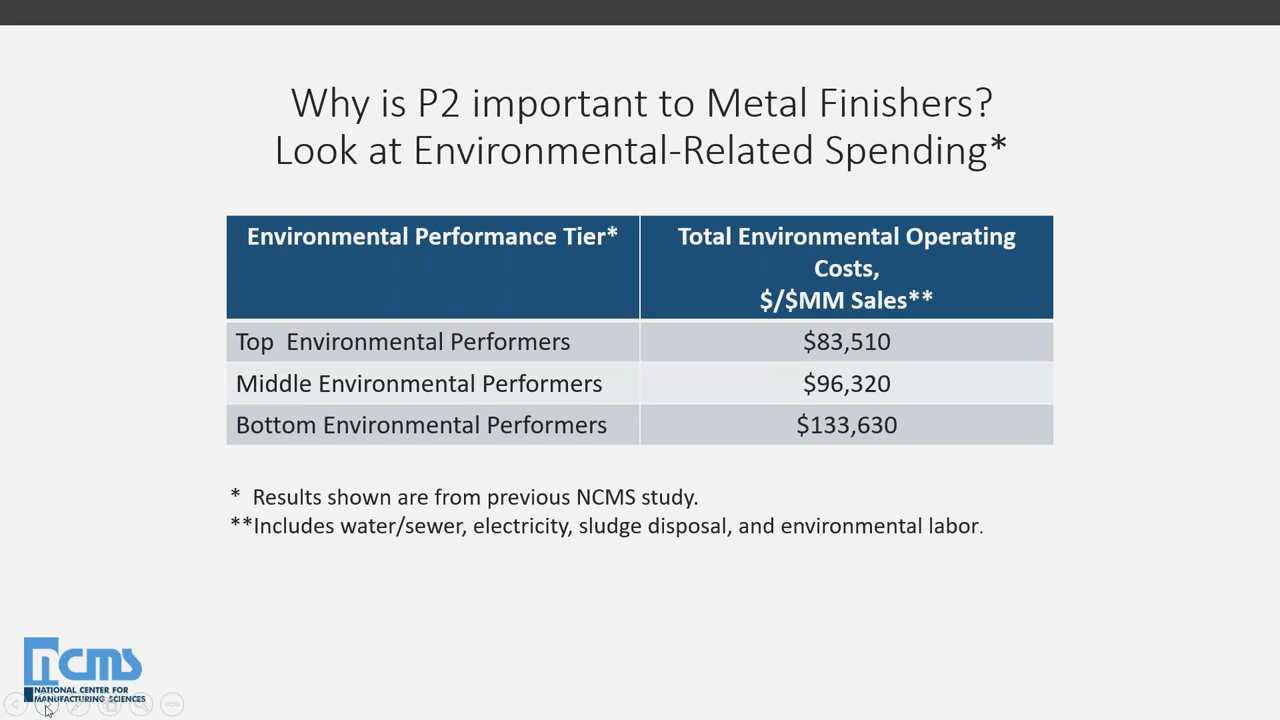 Why is P2 important to Metal Finishers?
Look at Environmental-Related Spending*
Environmental Performance Tier*
Total Environmental Operating
Costs,
$/$MM Sales**
Top  Environmental Performers
$83,510
Middle Environmental Performers
$96,320
Bottom Environmental Performers
$133,630
*  Results shown are from previous NCMS study.
**Includes water/sewer, electricity, sludge disposal, and environmental labor.
ncms
NATIONAL CENTER FOR
MANUFACTURING SCIENCES